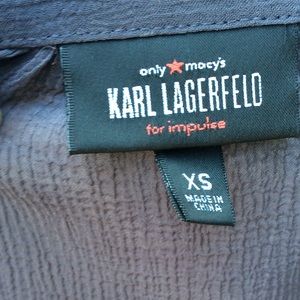 only ★ macy's
KARL LAGERFELD
for impulse
XS
MADE IN
CHINA